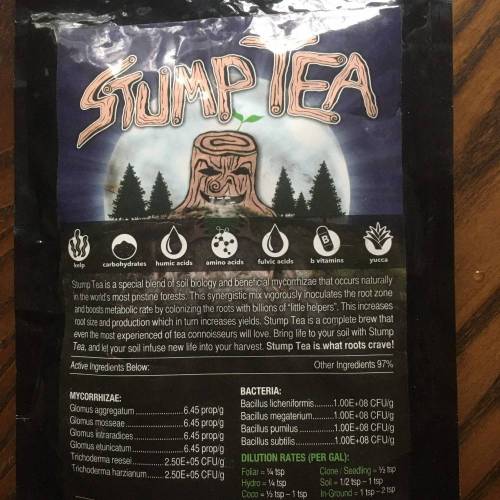 STUMP TEA
B
kelp carbohydrates humic acids amino acids fulvic acids b vitamins yucca
Stump Tea is a special blend of soil biology and beneficial mycorrhizae that occurs naturally
in the world's most pristine forests. This synergistic mix vigorously inoculates the root zone
and boosts metabolic rate by colonizing the roots with billions of "little helpers". This increases
root size and production which in turn increases yields. Stump Tea is a complete brew that
even the most experienced of tea connoisseurs will love. Bring life to your soil with Stump
Tea, and let your soil infuse new life into your harvest. Stump Tea is what roots crave!
Active Ingredients Below: Other Ingredients 97%
MYCORRHIZAE:
Glomus aggregatum..............6.45 prop/g
Glomus mosseae..................6.45 prop/g
Glomus intraradices..............6.45 prop/g
Glomus etunicatum...............6.45 prop/g
Trichoderma reesei..........2.50E+05 CFU/g
Trichoderma harzianum....2.50E+05 CFU/g
BACTERIA:
Bacillus licheniformis.......1.00E+08 CFU/g
Bacillus megaterium.........1.00E+08 CFU/g
Bacillus pumilus...............1.00E+08 CFU/g
Bacillus subtilis................1.00E+08 CFU/g
DILUTION RATES (PER GAL):
Foliar = ¼ tsp Clone / Seedling = ½ tsp
Hydro = ¼ tsp Soil = 1/2 tsp – 1 tsp
Coco = ½ tsp – 1 tsp In-Ground = 1 tsp – 2 tsp